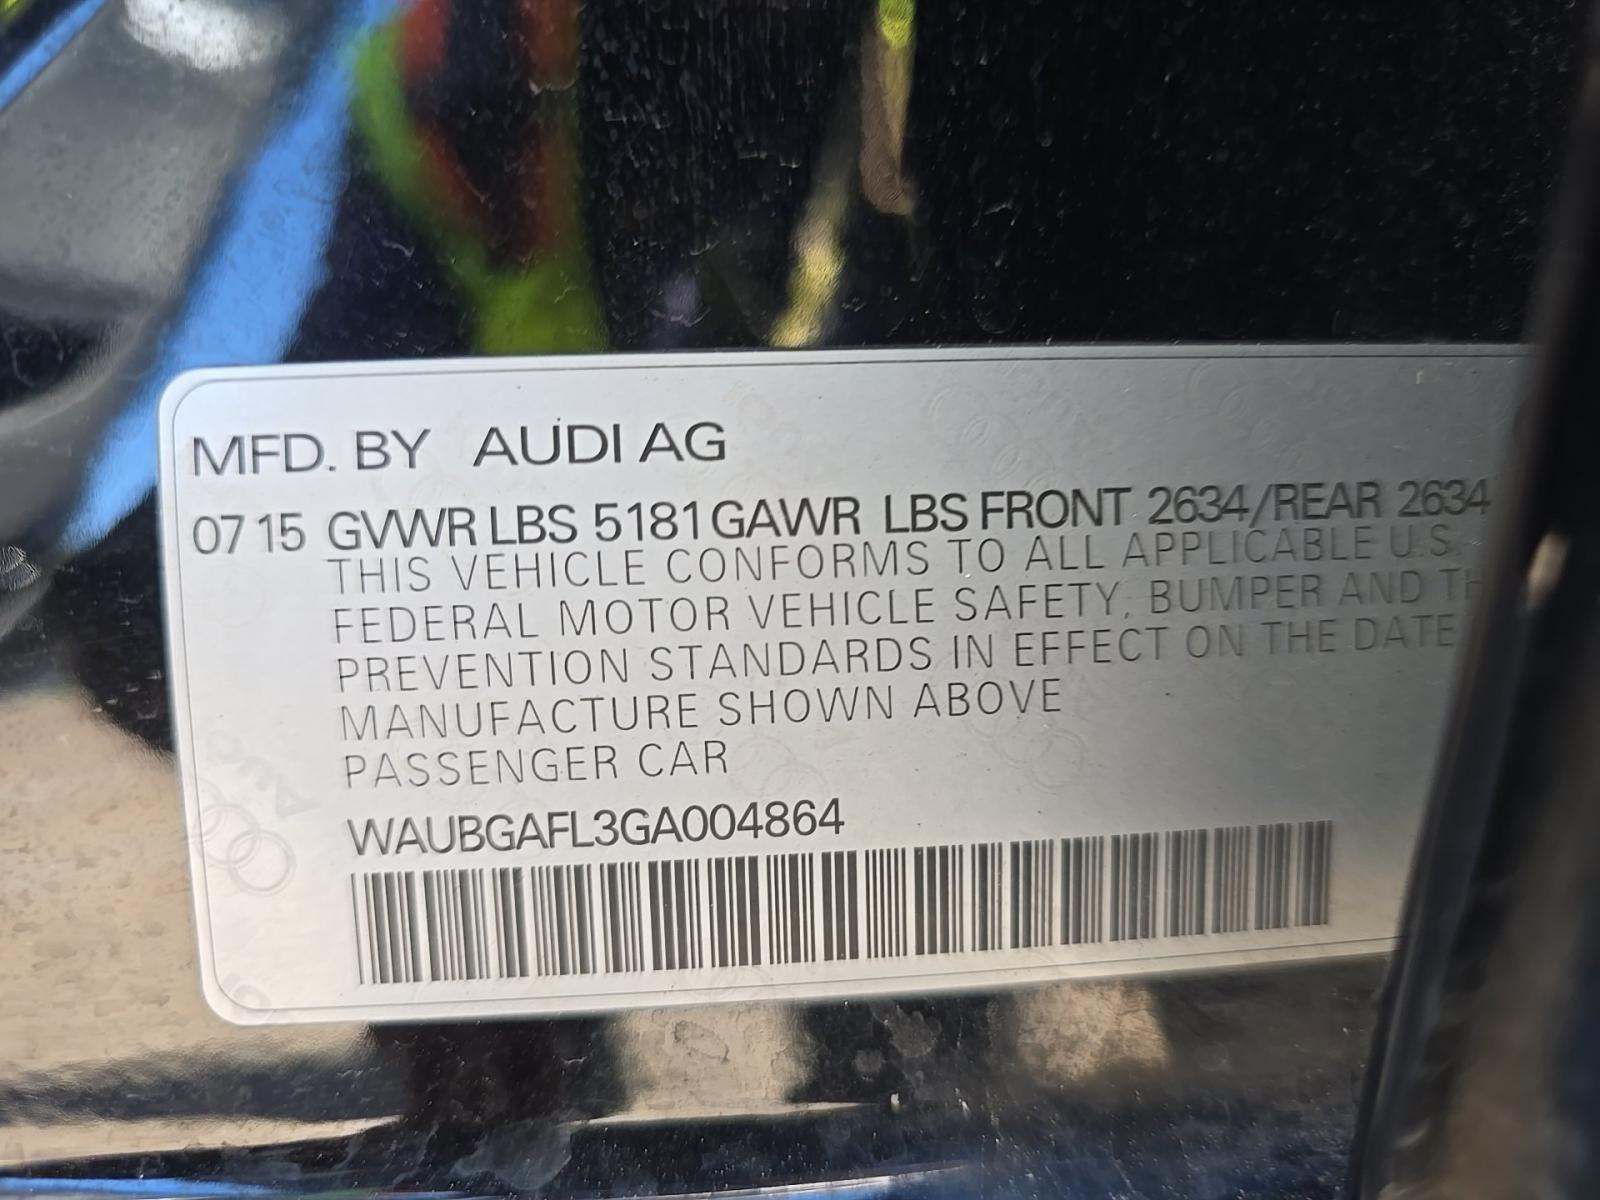 MFD. BY AUDI AG
07 15 GVWR LBS 5181 GAWR LBS FRONT 2634/REAR 2634
THIS VEHICLE CONFORMS TO ALL APPLICABLE U.S.
FEDERAL MOTOR VEHICLE SAFETY, BUMPER AND TH
PREVENTION STANDARDS IN EFFECT ON THE DATE
MANUFACTURE SHOWN ABOVE
PASSENGER CAR
WAUBGAFL3GA004864